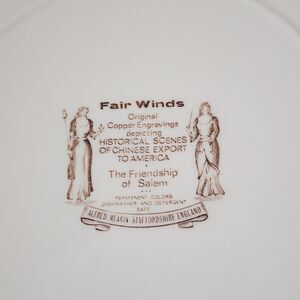 Fair Winds
Original
Copper Engravings
depicting
HISTORICAL SCENES
OF CHINESE EXPORT
TO AMERICA
The Friendship
of Salem
PERMANENT COLORS
DISHWASHER AND DETERGENT
SAFE
ALFRED MEAKIN STAFFORDSHIRE ENGLAND